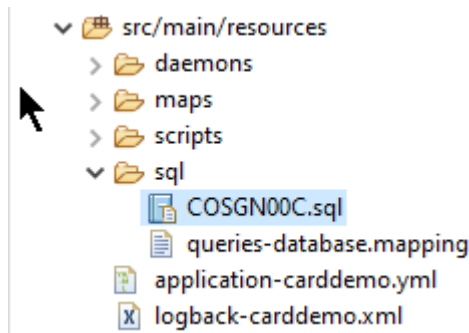 src/main/resources
daemons
maps
scripts
sql
COSGN00C.sql
queries-database.mapping
application-carddemo.yml
logback-carddemo.xml